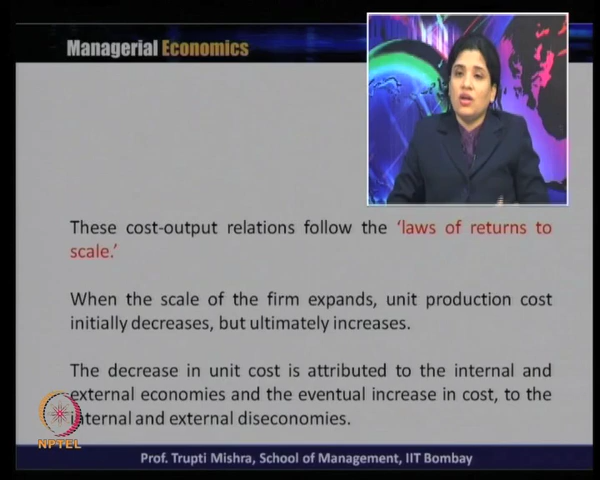 Managerial Economics
These cost-output relations follow the ‘laws of returns to
scale.’
When the scale of the firm expands, unit production cost
initially decreases, but ultimately increases.
The decrease in unit cost is attributed to the internal and
external economies and the eventual increase in cost, to the
internal and external diseconomies.
NPTEL
Prof. Trupti Mishra, School of Management, IIT Bombay